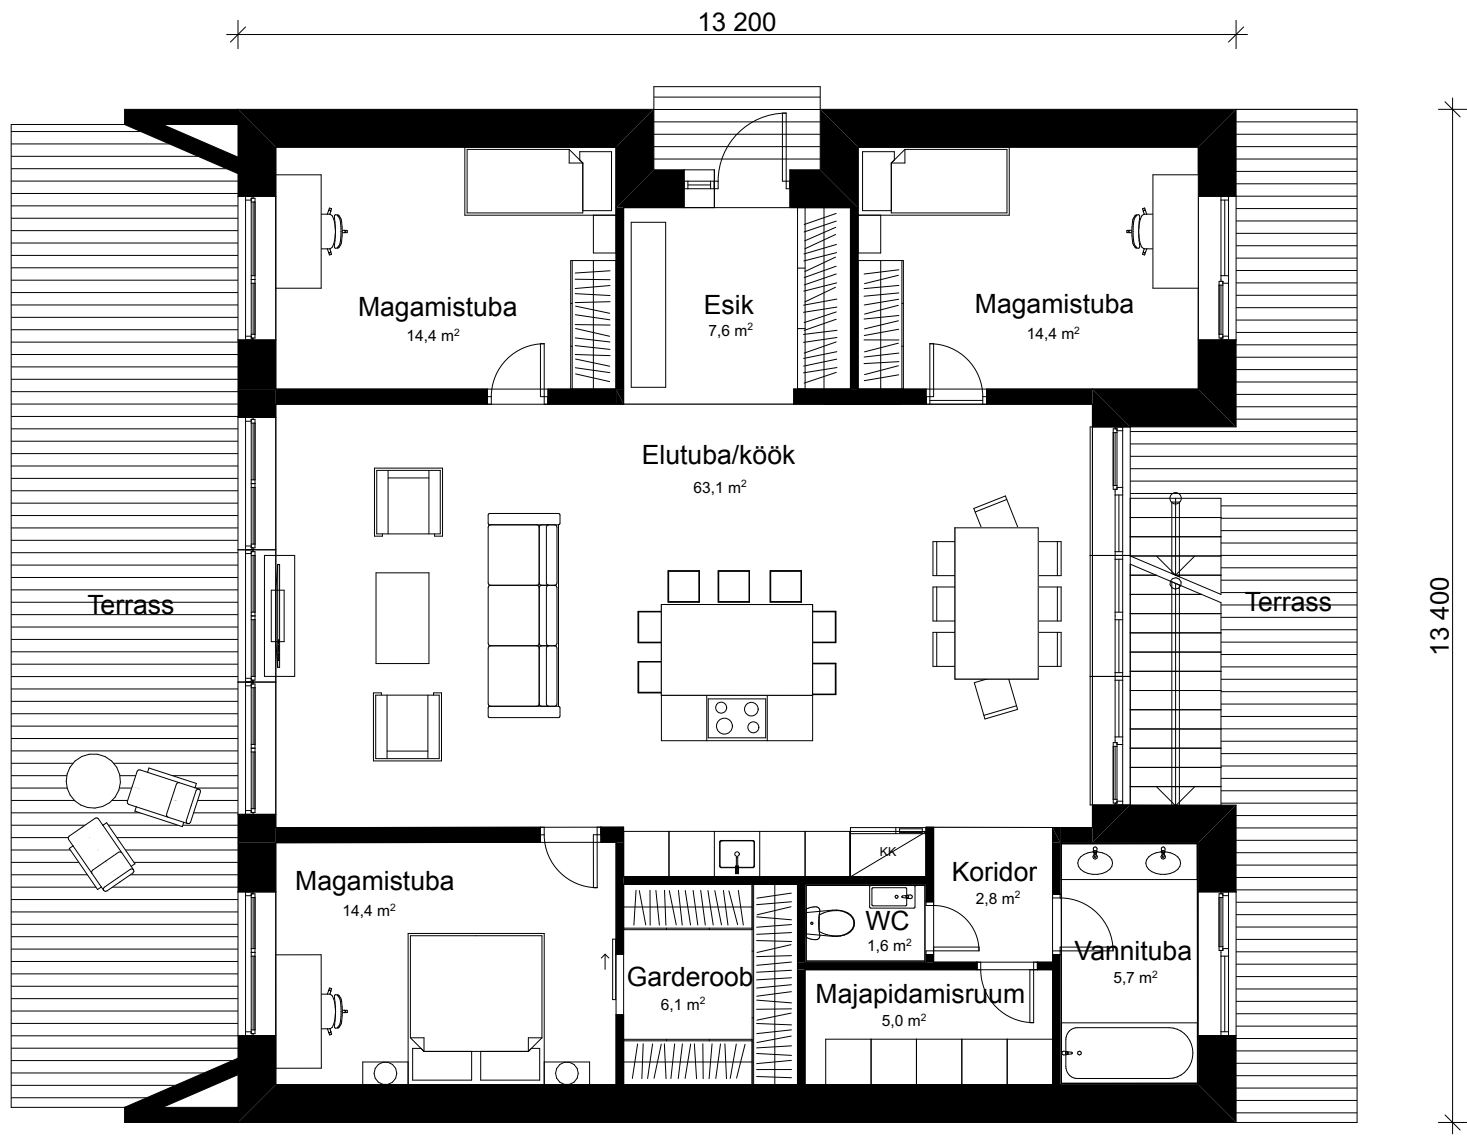 13 200
Magamistuba
14,4 m²
Esik
7,6 m²
Magamistuba
14,4 m²
Elutuba/köök
63,1 m²
Terrass
Terrass
13 400
KK
Magamistuba
14,4 m²
Koridor
2,8 m²
WC
1,6 m²
Vannituba
5,7 m²
Garderoob
6,1 m²
Majapidamisruum
5,0 m²